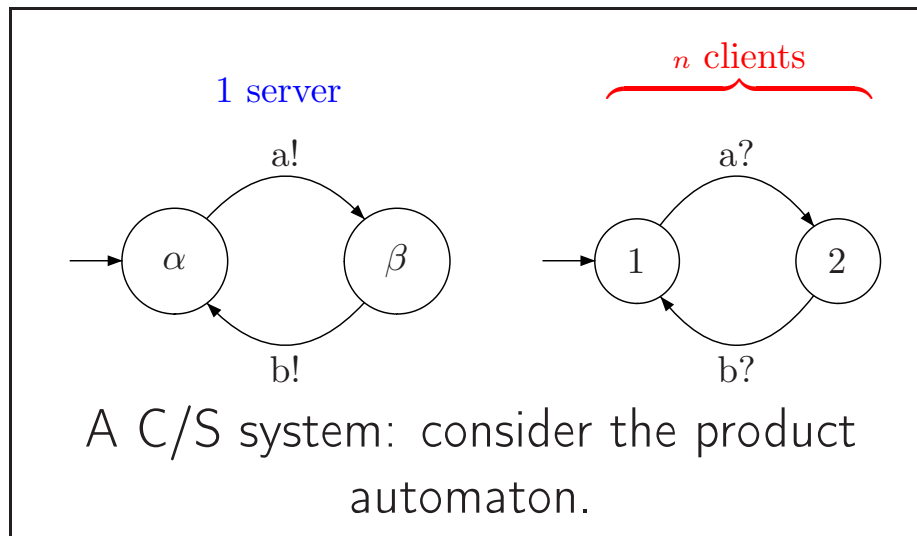 1 server
n clients
a!
a?
α
β
1
2
b!
b?
A C/S system: consider the product
automaton.